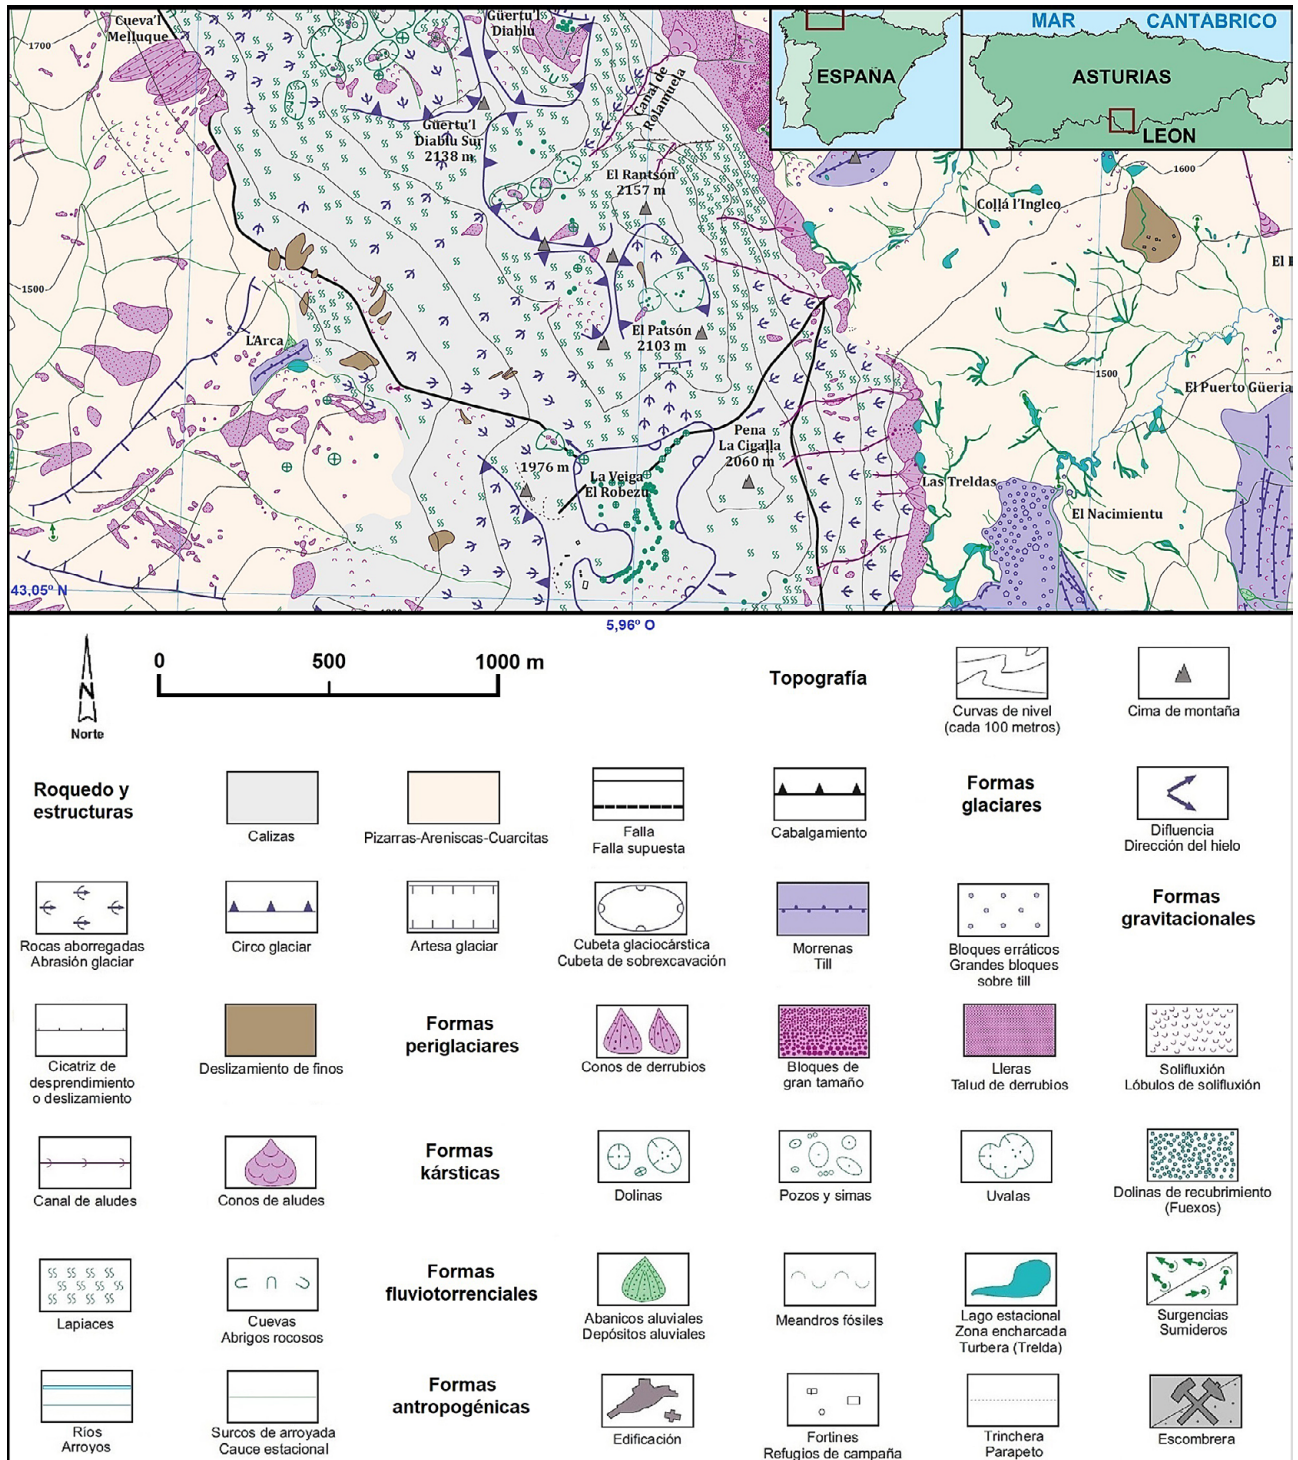 Cueva'l
Meḷḷuque
1700
Güertu'l
Diablu
Canal de
Rolamuela
Güertu'l
Diablu Sur
2138 m
El Rantsón
2157 m
ESPAÑA
MAR CANTABRICO
ASTURIAS
LEON
1600
Coḷḷá l'Ingleo
1500
L'Arca
El Patsón
2103 m
1500
El Puerto Güeria
Pena
La Cigalla
2060 m
1976 m
La Veiga
El Robezu
Las Treldas
El Nacimientu
43,05º N
5,96º O
0 500 1000 m
Norte
Topografía
Curvas de nivel
(cada 100 metros)
Cima de montaña
Roquedo y
estructuras
Calizas
Pizarras-Areniscas-Cuarcitas
Falla
Falla supuesta
Cabalgamiento
Formas
glaciares
Difluencia
Dirección del hielo
Rocas aborregadas
Abrasión glaciar
Circo glaciar
Artesa glaciar
Cubeta glaciocárstica
Cubeta de sobrexcavación
Morrenas
Till
Bloques erráticos
Grandes bloques
sobre till
Formas
gravitacionales
Cicatriz de
desprendimiento
o deslizamiento
Deslizamiento de finos
Formas
periglaciares
Conos de derrubios
Bloques de
gran tamaño
Lleras
Talud de derrubios
Solifluxión
Lóbulos de solifluxión
Canal de aludes
Conos de aludes
Formas
kársticas
Dolinas
Pozos y simas
Uvalas
Dolinas de recubrimiento
(Fuexos)
Lapiaces
Cuevas
Abrigos rocosos
Formas
fluviotorrenciales
Abanicos aluviales
Depósitos aluviales
Meandros fósiles
Lago estacional
Zona encharcada
Turbera (Trelda)
Surgencias
Sumideros
Ríos
Arroyos
Surcos de arroyada
Cauce estacional
Formas
antropogénicas
Edificación
Fortines
Refugios de campaña
Trinchera
Parapeto
Escombrera